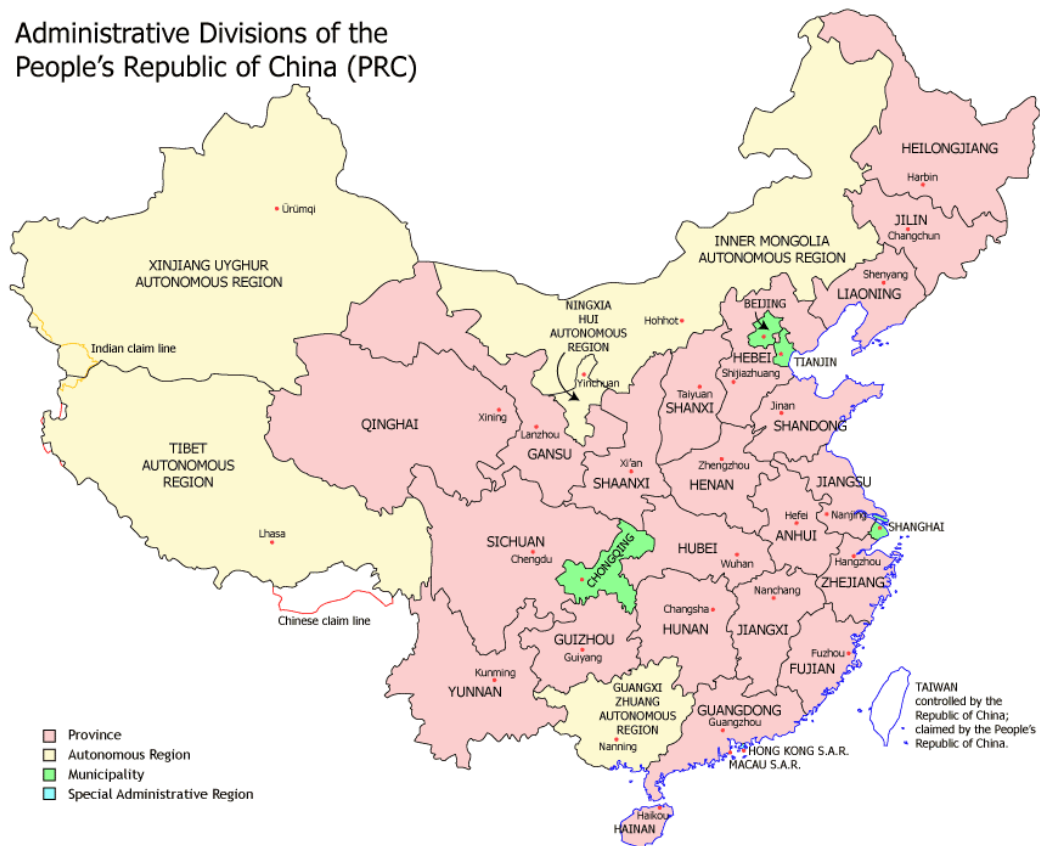 Administrative Divisions of the
People's Republic of China (PRC)
HEILONGJIANG
Harbin
Ürümqi
JILIN
Changchun
INNER MONGOLIA
AUTONOMOUS REGION
XINJIANG UYGHUR
AUTONOMOUS REGION
Shenyang
LIAONING
NINGXIA
HUI
AUTONOMOUS
REGION
BEIJING
Hohhot
Indian claim line
HEBEI
TIANJIN
Shijiazhuang
Yinchuan
Taiyuan
SHANXI
Jinan
SHANDONG
Xining
QINGHAI
Lanzhou
GANSU
TIBET
AUTONOMOUS
REGION
Xi'an
SHAANXI
Zhengzhou
HENAN
JIANGSU
Hefei
Nanjing
ANHUI
SHANGHAI
Lhasa
SICHUAN
Chengdu
CHONGQING
HUBEI
Wuhan
Hangzhou
ZHEJIANG
Nanchang
Chinese claim line
Changsha
HUNAN
JIANGXI
GUIZHOU
Guiyang
Fuzhou
FUJIAN
Kunming
YUNNAN
GUANGXI
ZHUANG
AUTONOMOUS
REGION
Nanning
GUANGDONG
Guangzhou
TAIWAN
controlled by the
Republic of China;
claimed by the People's
Republic of China.
HONG KONG S.A.R.
MACAU S.A.R.
Haikou
HAINAN
Province
Autonomous Region
Municipality
Special Administrative Region